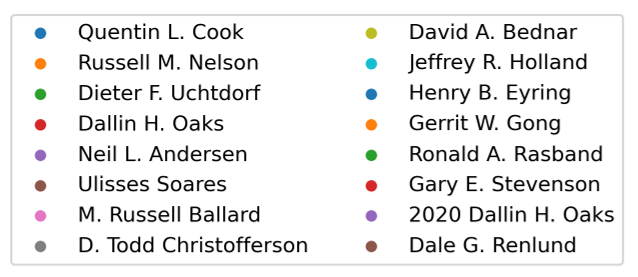 Quentin L. Cook
Russell M. Nelson
Dieter F. Uchtdorf
Dallin H. Oaks
Neil L. Andersen
Ulisses Soares
M. Russell Ballard
D. Todd Christofferson
David A. Bednar
Jeffrey R. Holland
Henry B. Eyring
Gerrit W. Gong
Ronald A. Rasband
Gary E. Stevenson
2020 Dallin H. Oaks
Dale G. Renlund